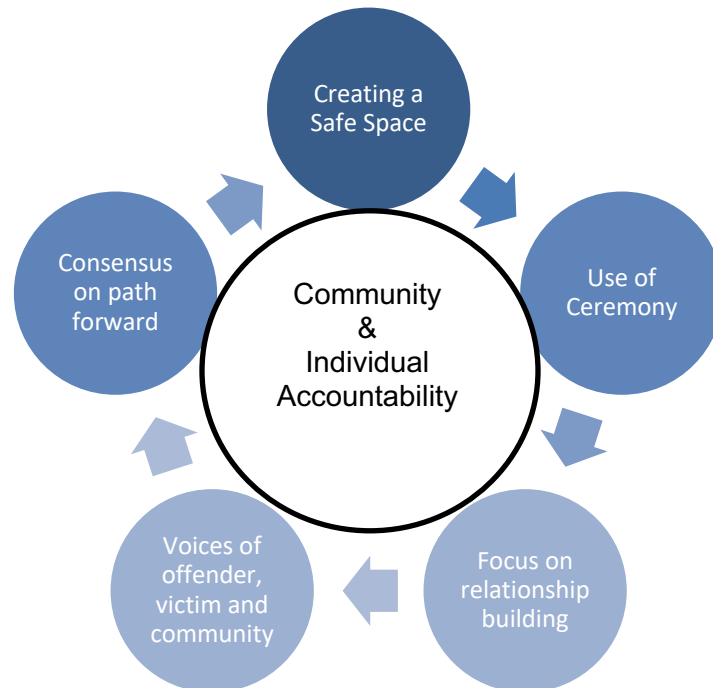 Creating a
Safe Space
Use of
Ceremony
Focus on
relationship
building
Voices of
offender,
victim and
community
Consensus
on path
forward
Community
&
Individual
Accountability